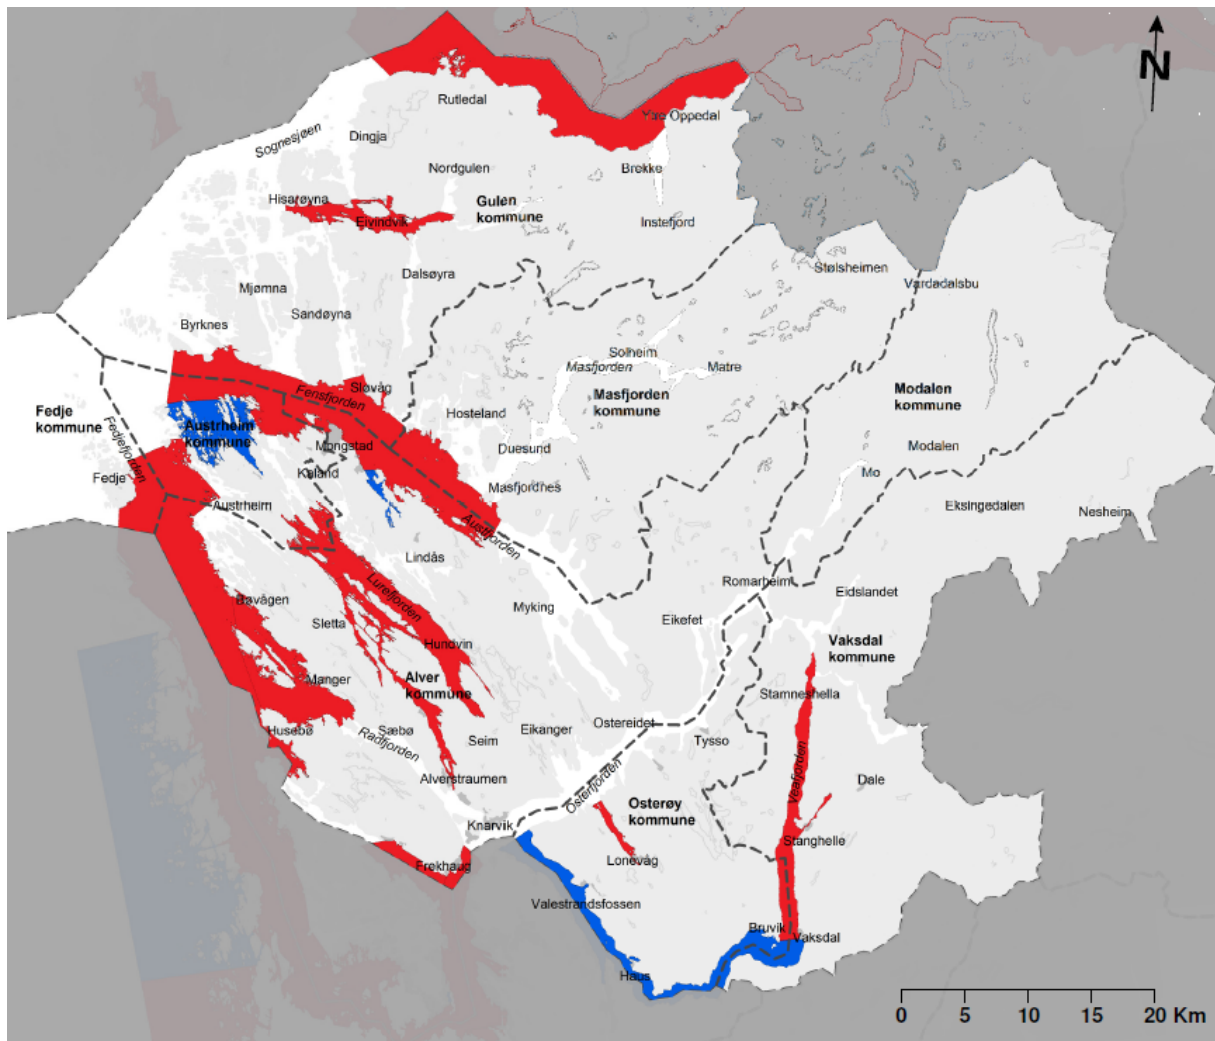 N
Rutledal
Ytre Oppedal
Sognesjøen
Dingja
Nordgulen
Brekke
Hisarøyna
Gulen
kommune
Eivindvik
Instefjord
Dalsøyra
Stølsheimen
Vardadalsbu
Mjømna
Sandøyna
Byrknes
Solheim
Masfjorden
Matre
Sløvåg
Fensfjorden
Masfjorden
kommune
Modalen
kommune
Fedje
kommune
Hosteland
Austrheim
kommune
Fedjefjorden
Mongstad
Duesund
Modalen
Fedje
Kaland
Mo
Masfjordnes
Austrheim
Eksingedalen
Nesheim
Austfjorden
Lindås
Lurefjorden
Romarheim
Eidslandet
Bøvågen
Myking
Sletta
Eikefet
Hundvin
Vaksdal
kommune
Manger
Alver
kommune
Stamneshella
Husebø
Sæbø
Radfjorden
Seim
Eikanger
Ostereidet
Tysso
Veafjorden
Alverstraumen
Osterfjorden
Dale
Knarvik
Osterøy
kommune
Stanghelle
Frekhaug
Lonevåg
Valestrandsfossen
Bruvik
Vaksdal
Haus
0 5 10 15 20 Km